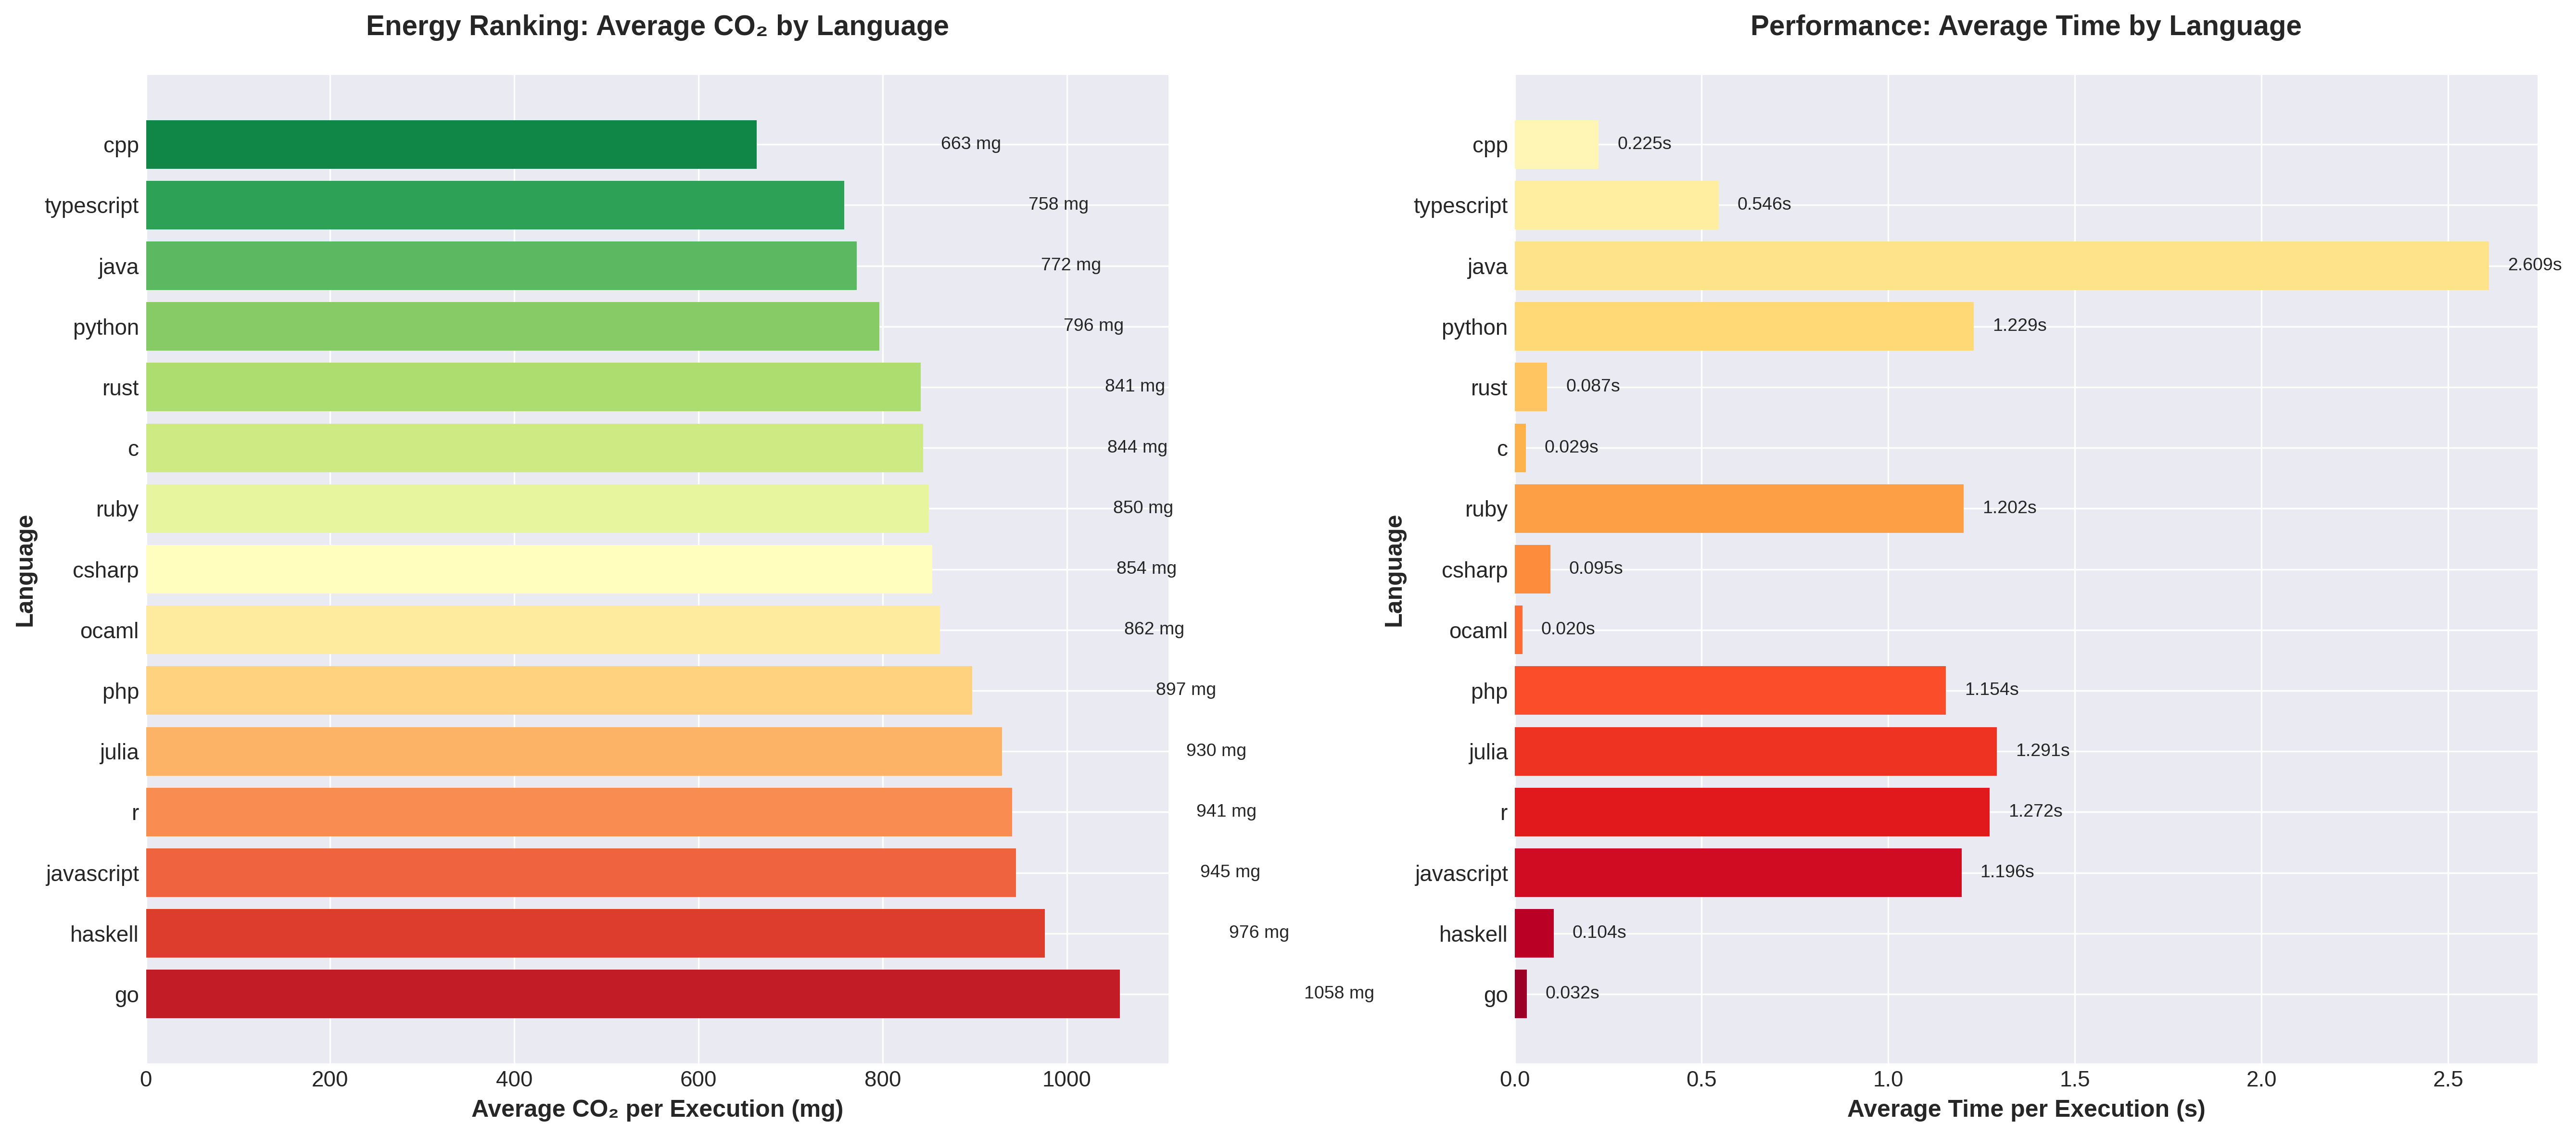 Energy Ranking: Average CO₂ by Language
Language
cpp 663 mg
typescript 758 mg
java 772 mg
python 796 mg
rust 841 mg
c 844 mg
ruby 850 mg
csharp 854 mg
ocaml 862 mg
php 897 mg
julia 930 mg
r 941 mg
javascript 945 mg
haskell 976 mg
go 1058 mg
0 200 400 600 800 1000
Average CO₂ per Execution (mg)
Performance: Average Time by Language
Language
cpp 0.225s
typescript 0.546s
java 2.609s
python 1.229s
rust 0.087s
c 0.029s
ruby 1.202s
csharp 0.095s
ocaml 0.020s
php 1.154s
julia 1.291s
r 1.272s
javascript 1.196s
haskell 0.104s
go 0.032s
0.0 0.5 1.0 1.5 2.0 2.5
Average Time per Execution (s)